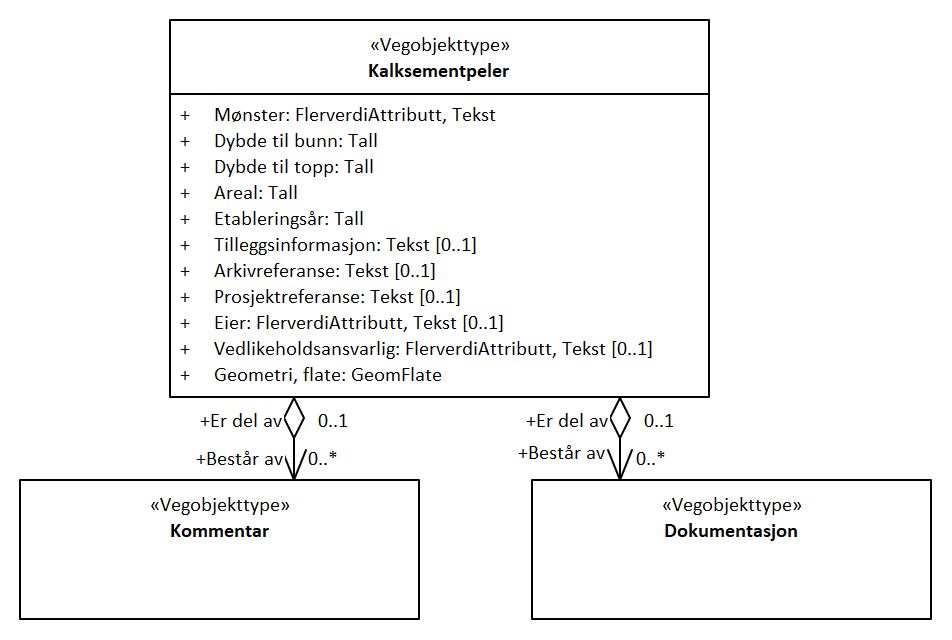 «Vegobjekttype»
Kalksementpeler
+ Mønster: FlerverdiAttributt, Tekst
+ Dybde til bunn: Tall
+ Dybde til topp: Tall
+ Areal: Tall
+ Etableringsår: Tall
+ Tilleggsinformasjon: Tekst [0..1]
+ Arkivreferanse: Tekst [0..1]
+ Prosjektreferanse: Tekst [0..1]
+ Eier: FlerverdiAttributt, Tekst [0..1]
+ Vedlikeholdsansvarlig: FlerverdiAttributt, Tekst [0..1]
+ Geometri, flate: GeomFlate
+Er del av 0..1
+Består av 0..*
+Er del av 0..1
+Består av 0..*
«Vegobjekttype»
Kommentar
«Vegobjekttype»
Dokumentasjon